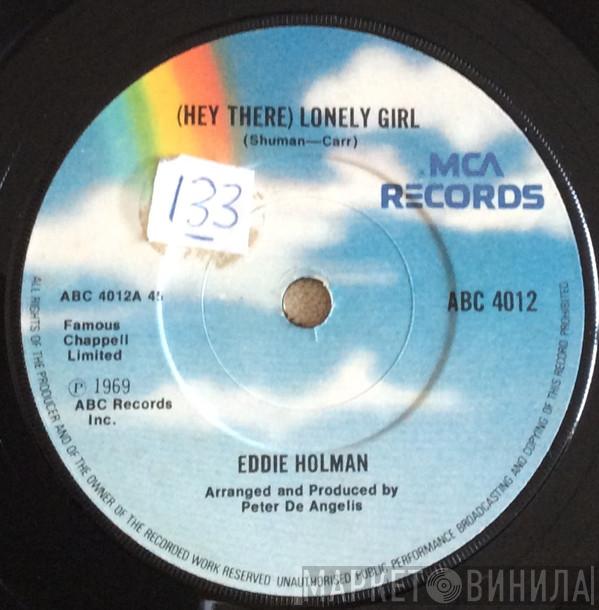 (HEY THERE) LONELY GIRL
(Shuman—Carr)
MCA
RECORDS
133
ABC 4012A 45
ABC 4012
Famous
Chappell
Limited
℗ 1969
ABC Records
Inc.
EDDIE HOLMAN
Arranged and Produced by
Peter De Angelis
ALL RIGHTS OF THE PRODUCER AND OF THE OWNER OF THE RECORDED WORK RESERVED UNAUTHORISED PUBLIC PERFORMANCE BROADCASTING AND COPYING OF THIS RECORD PROHIBITED
МАРКЕТ ВИНИЛА